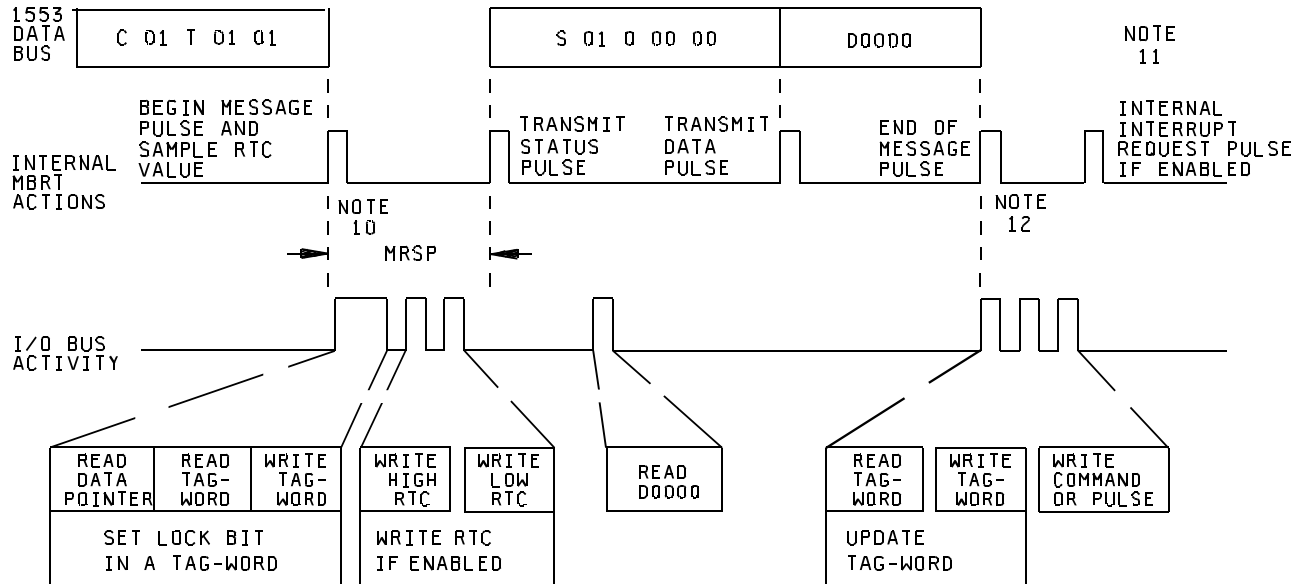 1553
DATA
BUS
C 01 T 01 01
S 01 0 00 00
D0000
NOTE
11
BEGIN MESSAGE
PULSE AND
SAMPLE RTC
VALUE
TRANSMIT
STATUS
PULSE
TRANSMIT
DATA
PULSE
END OF
MESSAGE
PULSE
INTERNAL
INTERRUPT
REQUEST PULSE
IF ENABLED
INTERNAL
MBRT
ACTIONS
NOTE
10
NOTE
12
MRSP
I/O BUS
ACTIVITY
READ
DATA
POINTER
READ
TAG-
WORD
WRITE
TAG-
WORD
WRITE
HIGH
RTC
WRITE
LOW
RTC
READ
D0000
READ
TAG-
WORD
WRITE
TAG-
WORD
WRITE
COMMAND
OR PULSE
SET LOCK BIT
IN A TAG-WORD
WRITE RTC
IF ENABLED
UPDATE
TAG-WORD